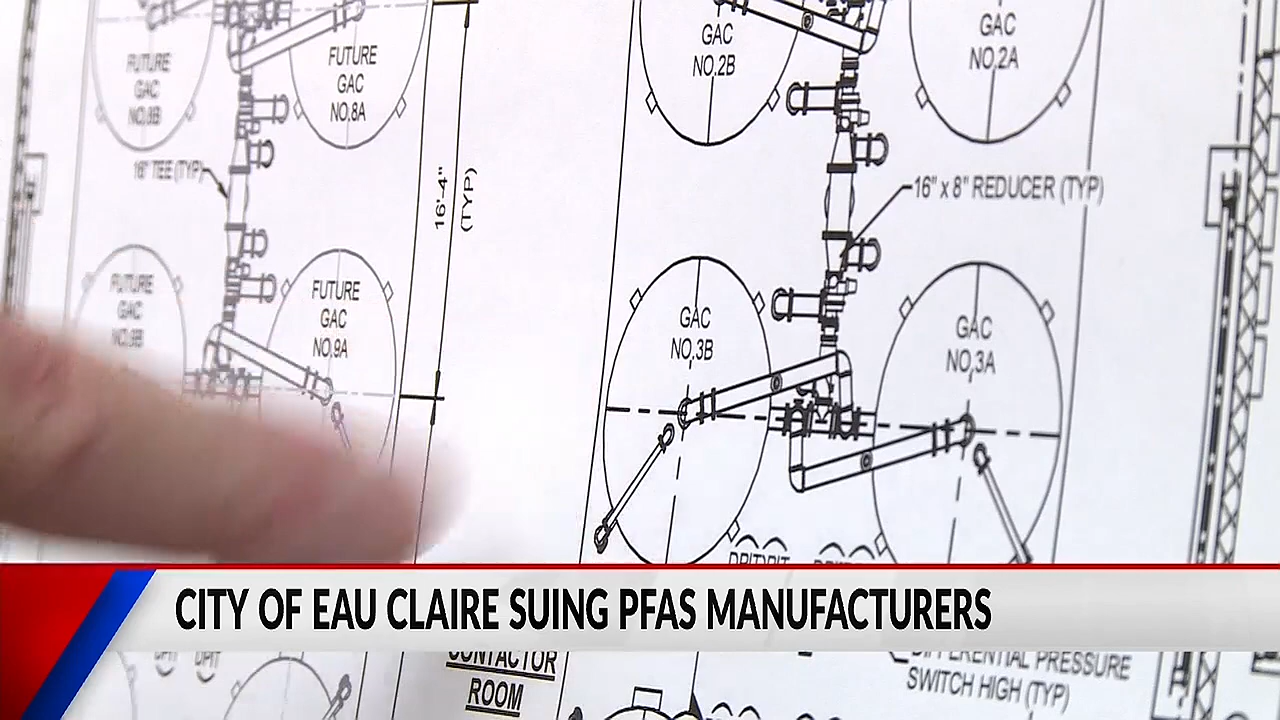 FUTURE
GAC
NO.8B
FUTURE
GAC
NO.8A
GAC
NO.2B
GAC
NO.2A
16" TEE (TYP)
16'-4"
(TYP)
16" x 8" REDUCER (TYP)
FUTURE
GAC
NO.9B
FUTURE
GAC
NO.9A
GAC
NO.3B
GAC
NO.3A
CITY OF EAU CLAIRE SUING PFAS MANUFACTURERS
DPIT
CONTACTOR
ROOM
DIFFERENTIAL PRESSURE
SWITCH HIGH (TYP)